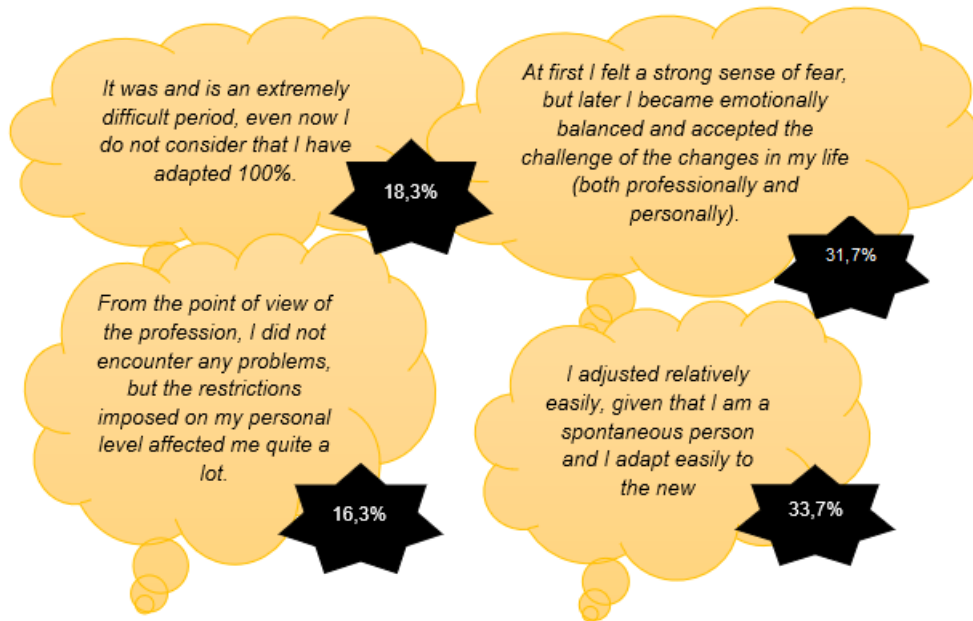 It was and is an extremely
difficult period, even now I
do not consider that I have
adapted 100%.
18,3%
At first I felt a strong sense of fear,
but later I became emotionally
balanced and accepted the
challenge of the changes in my life
(both professionally and
personally).
31,7%
From the point of view of
the profession, I did not
encounter any problems,
but the restrictions
imposed on my personal
level affected me quite a
lot.
16,3%
I adjusted relatively
easily, given that I am a
spontaneous person
and I adapt easily to
the new
33,7%